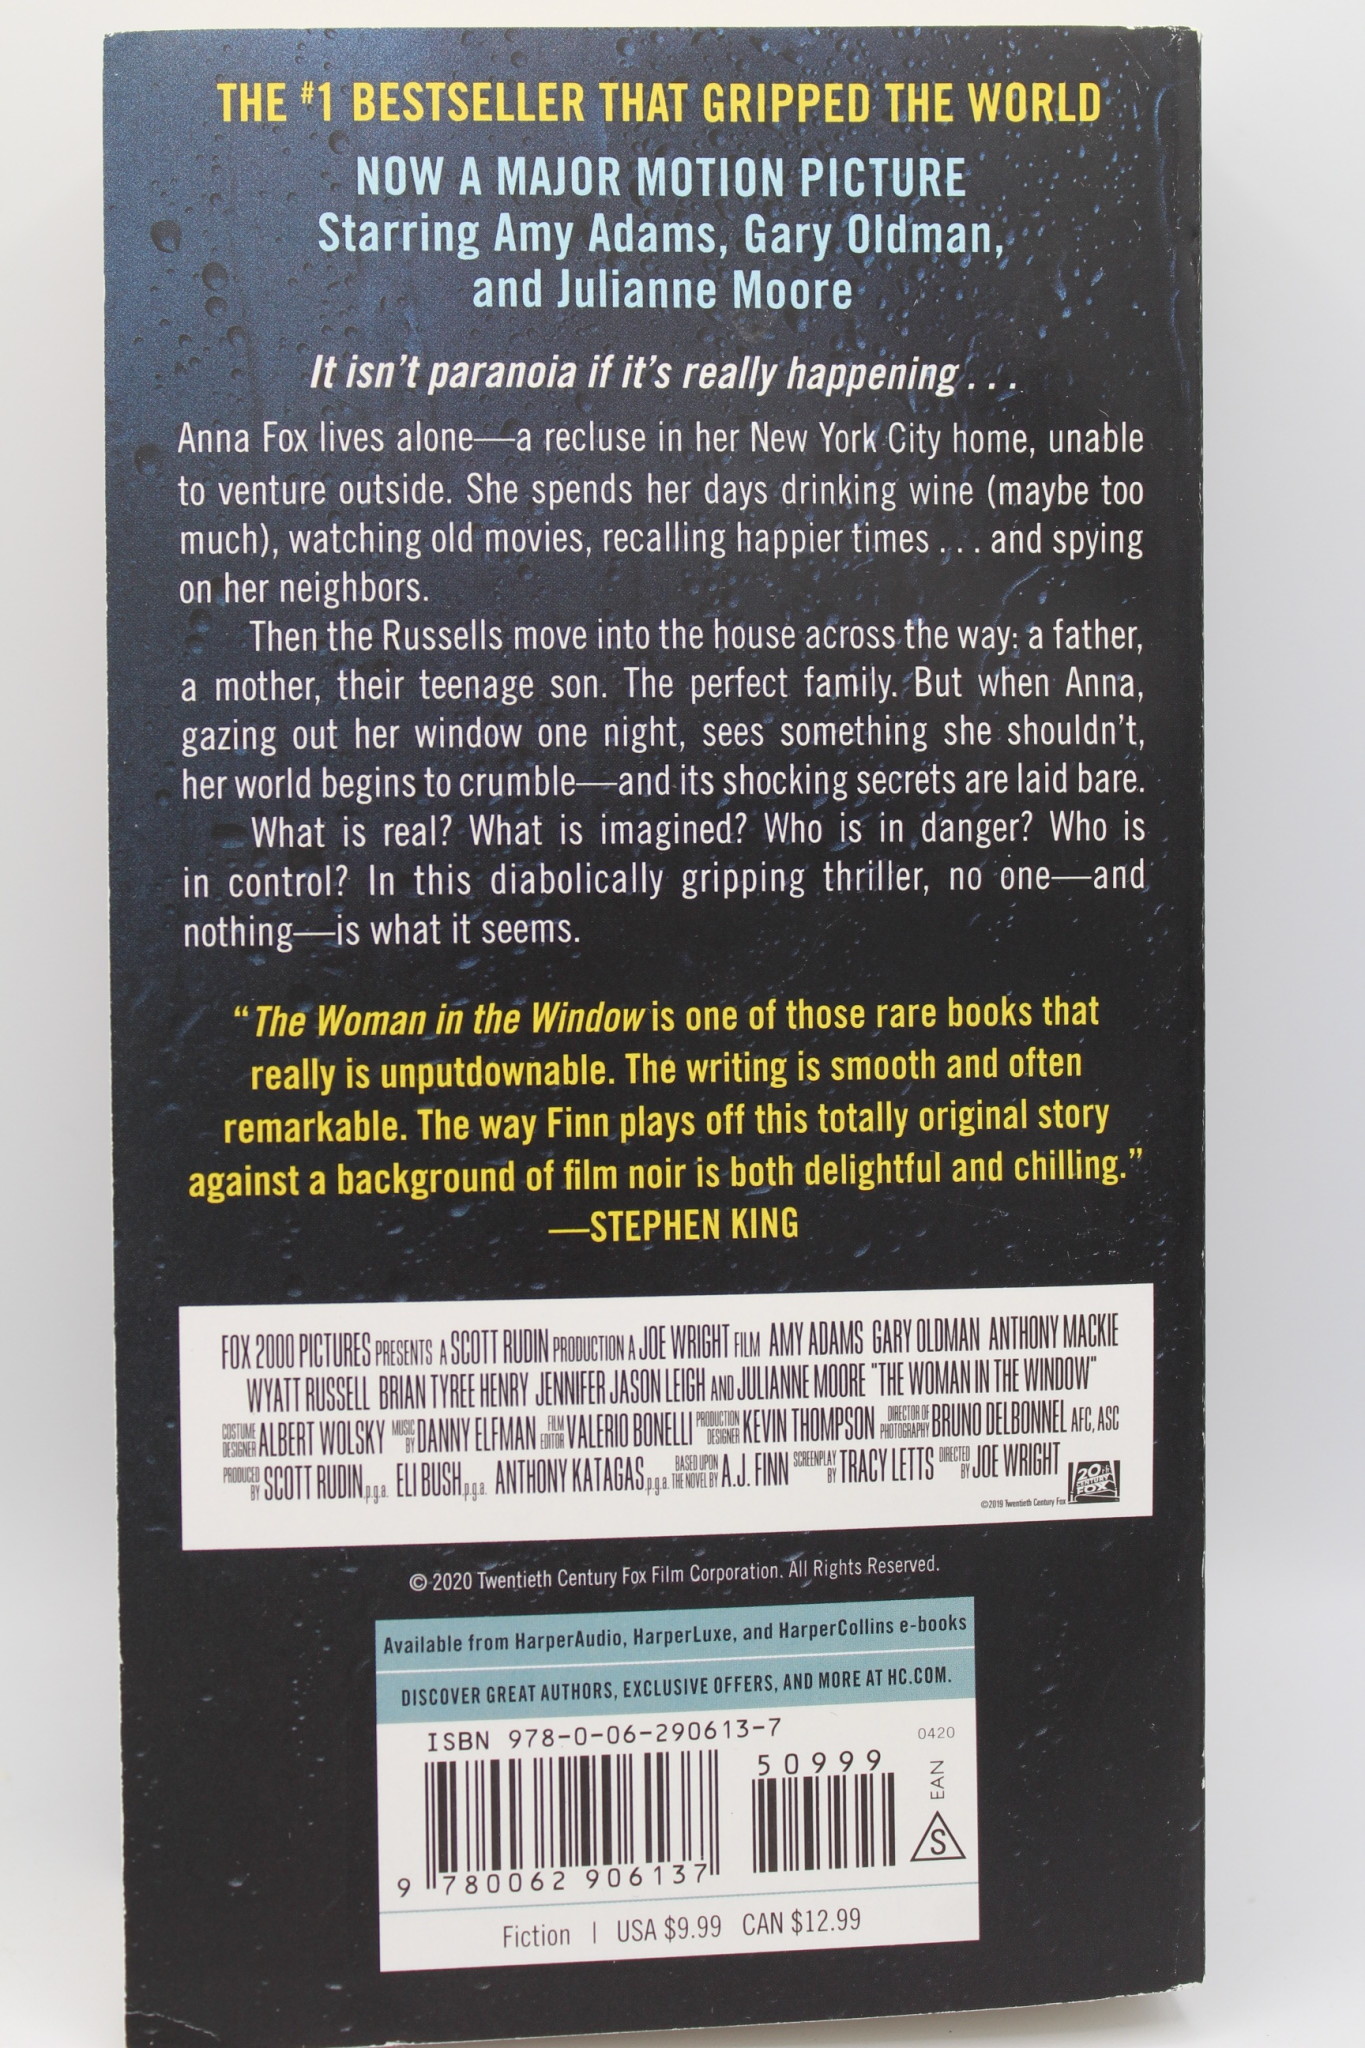 THE #1 BESTSELLER THAT GRIPPED THE WORLD
NOW A MAJOR MOTION PICTURE
Starring Amy Adams, Gary Oldman,
and Julianne Moore
It isn't paranoia if it's really happening . . .
Anna Fox lives alone—a recluse in her New York City home, unable
to venture outside. She spends her days drinking wine (maybe too
much), watching old movies, recalling happier times . . . and spying
on her neighbors.
Then the Russells move into the house across the way: a father,
a mother, their teenage son. The perfect family. But when Anna,
gazing out her window one night, sees something she shouldn't,
her world begins to crumble—and its shocking secrets are laid bare.
What is real? What is imagined? Who is in danger? Who is
in control? In this diabolically gripping thriller, no one—and
nothing—is what it seems.
"The Woman in the Window is one of those rare books that
really is unputdownable. The writing is smooth and often
remarkable. The way Finn plays off this totally original story
against a background of film noir is both delightful and chilling."
—STEPHEN KING
FOX 2000 PICTURES PRESENTS A SCOTT RUDIN PRODUCTION A JOE WRIGHT FILM AMY ADAMS GARY OLDMAN ANTHONY MACKIE
WYATT RUSSELL BRIAN TYREE HENRY JENNIFER JASON LEIGH AND JULIANNE MOORE "THE WOMAN IN THE WINDOW"
COSTUME DESIGNER ALBERT WOLSKY MUSIC BY DANNY ELFMAN FILM EDITOR VALERIO BONELLI PRODUCTION DESIGNER KEVIN THOMPSON DIRECTOR OF PHOTOGRAPHY BRUNO DELBONNEL AFC, ASC
PRODUCED BY SCOTT RUDIN, p.g.a. ELI BUSH, p.g.a. ANTHONY KATAGAS, p.g.a. BASED UPON THE NOVEL BY A.J. FINN SCREENPLAY BY TRACY LETTS DIRECTED BY JOE WRIGHT
©2019 Twentieth Century Fox
20TH CENTURY FOX
© 2020 Twentieth Century Fox Film Corporation. All Rights Reserved.
Available from HarperAudio, HarperLuxe, and HarperCollins e-books
DISCOVER GREAT AUTHORS, EXCLUSIVE OFFERS, AND MORE AT HC.COM.
ISBN 978-0-06-290613-7
0420
50999
EAN
S
9 780062 906137
Fiction | USA $9.99 CAN $12.99